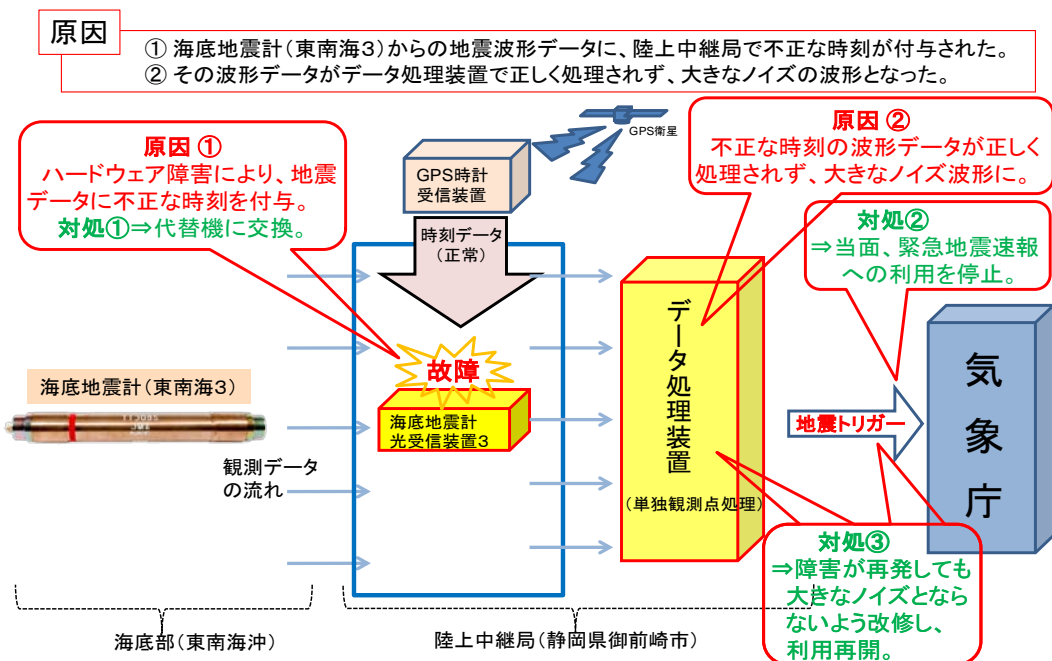 原因
① 海底地震計(東南海3)からの地震波形データに、陸上中継局で不正な時刻が付与された。
② その波形データがデータ処理装置で正しく処理されず、大きなノイズの波形となった。
GPS衛星
原因 ①
ハードウェア障害により、地震
データに不正な時刻を付与。
対処①⇒代替機に交換。
GPS時計
受信装置
時刻データ
(正常)
原因 ②
不正な時刻の波形データが正しく
処理されず、大きなノイズ波形に。
対処②
⇒当面、緊急地震速報
への利用を停止。
海底地震計(東南海3)
故障
海底地震計
光受信装置3
観測データ
の流れ
データ処理装置
(単独観測点処理)
地震トリガー
気象庁
対処③
⇒障害が再発しても
大きなノイズとなら
ないよう改修し、
利用再開。
海底部(東南海沖)
陸上中継局(静岡県御前崎市)